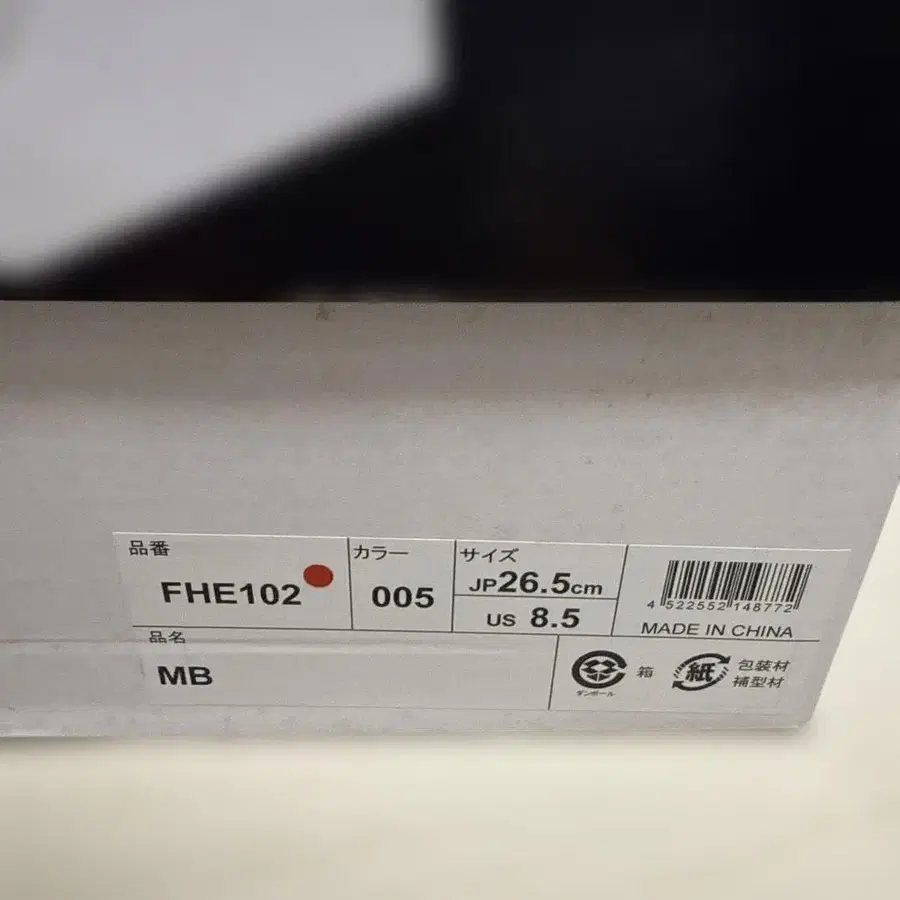 品番
FHE102
カラー
005
サイズ
JP26.5cm
US 8.5
4 522552 148772
MADE IN CHINA
品名
MB
ダンボール
箱
紙
包装材
補型材